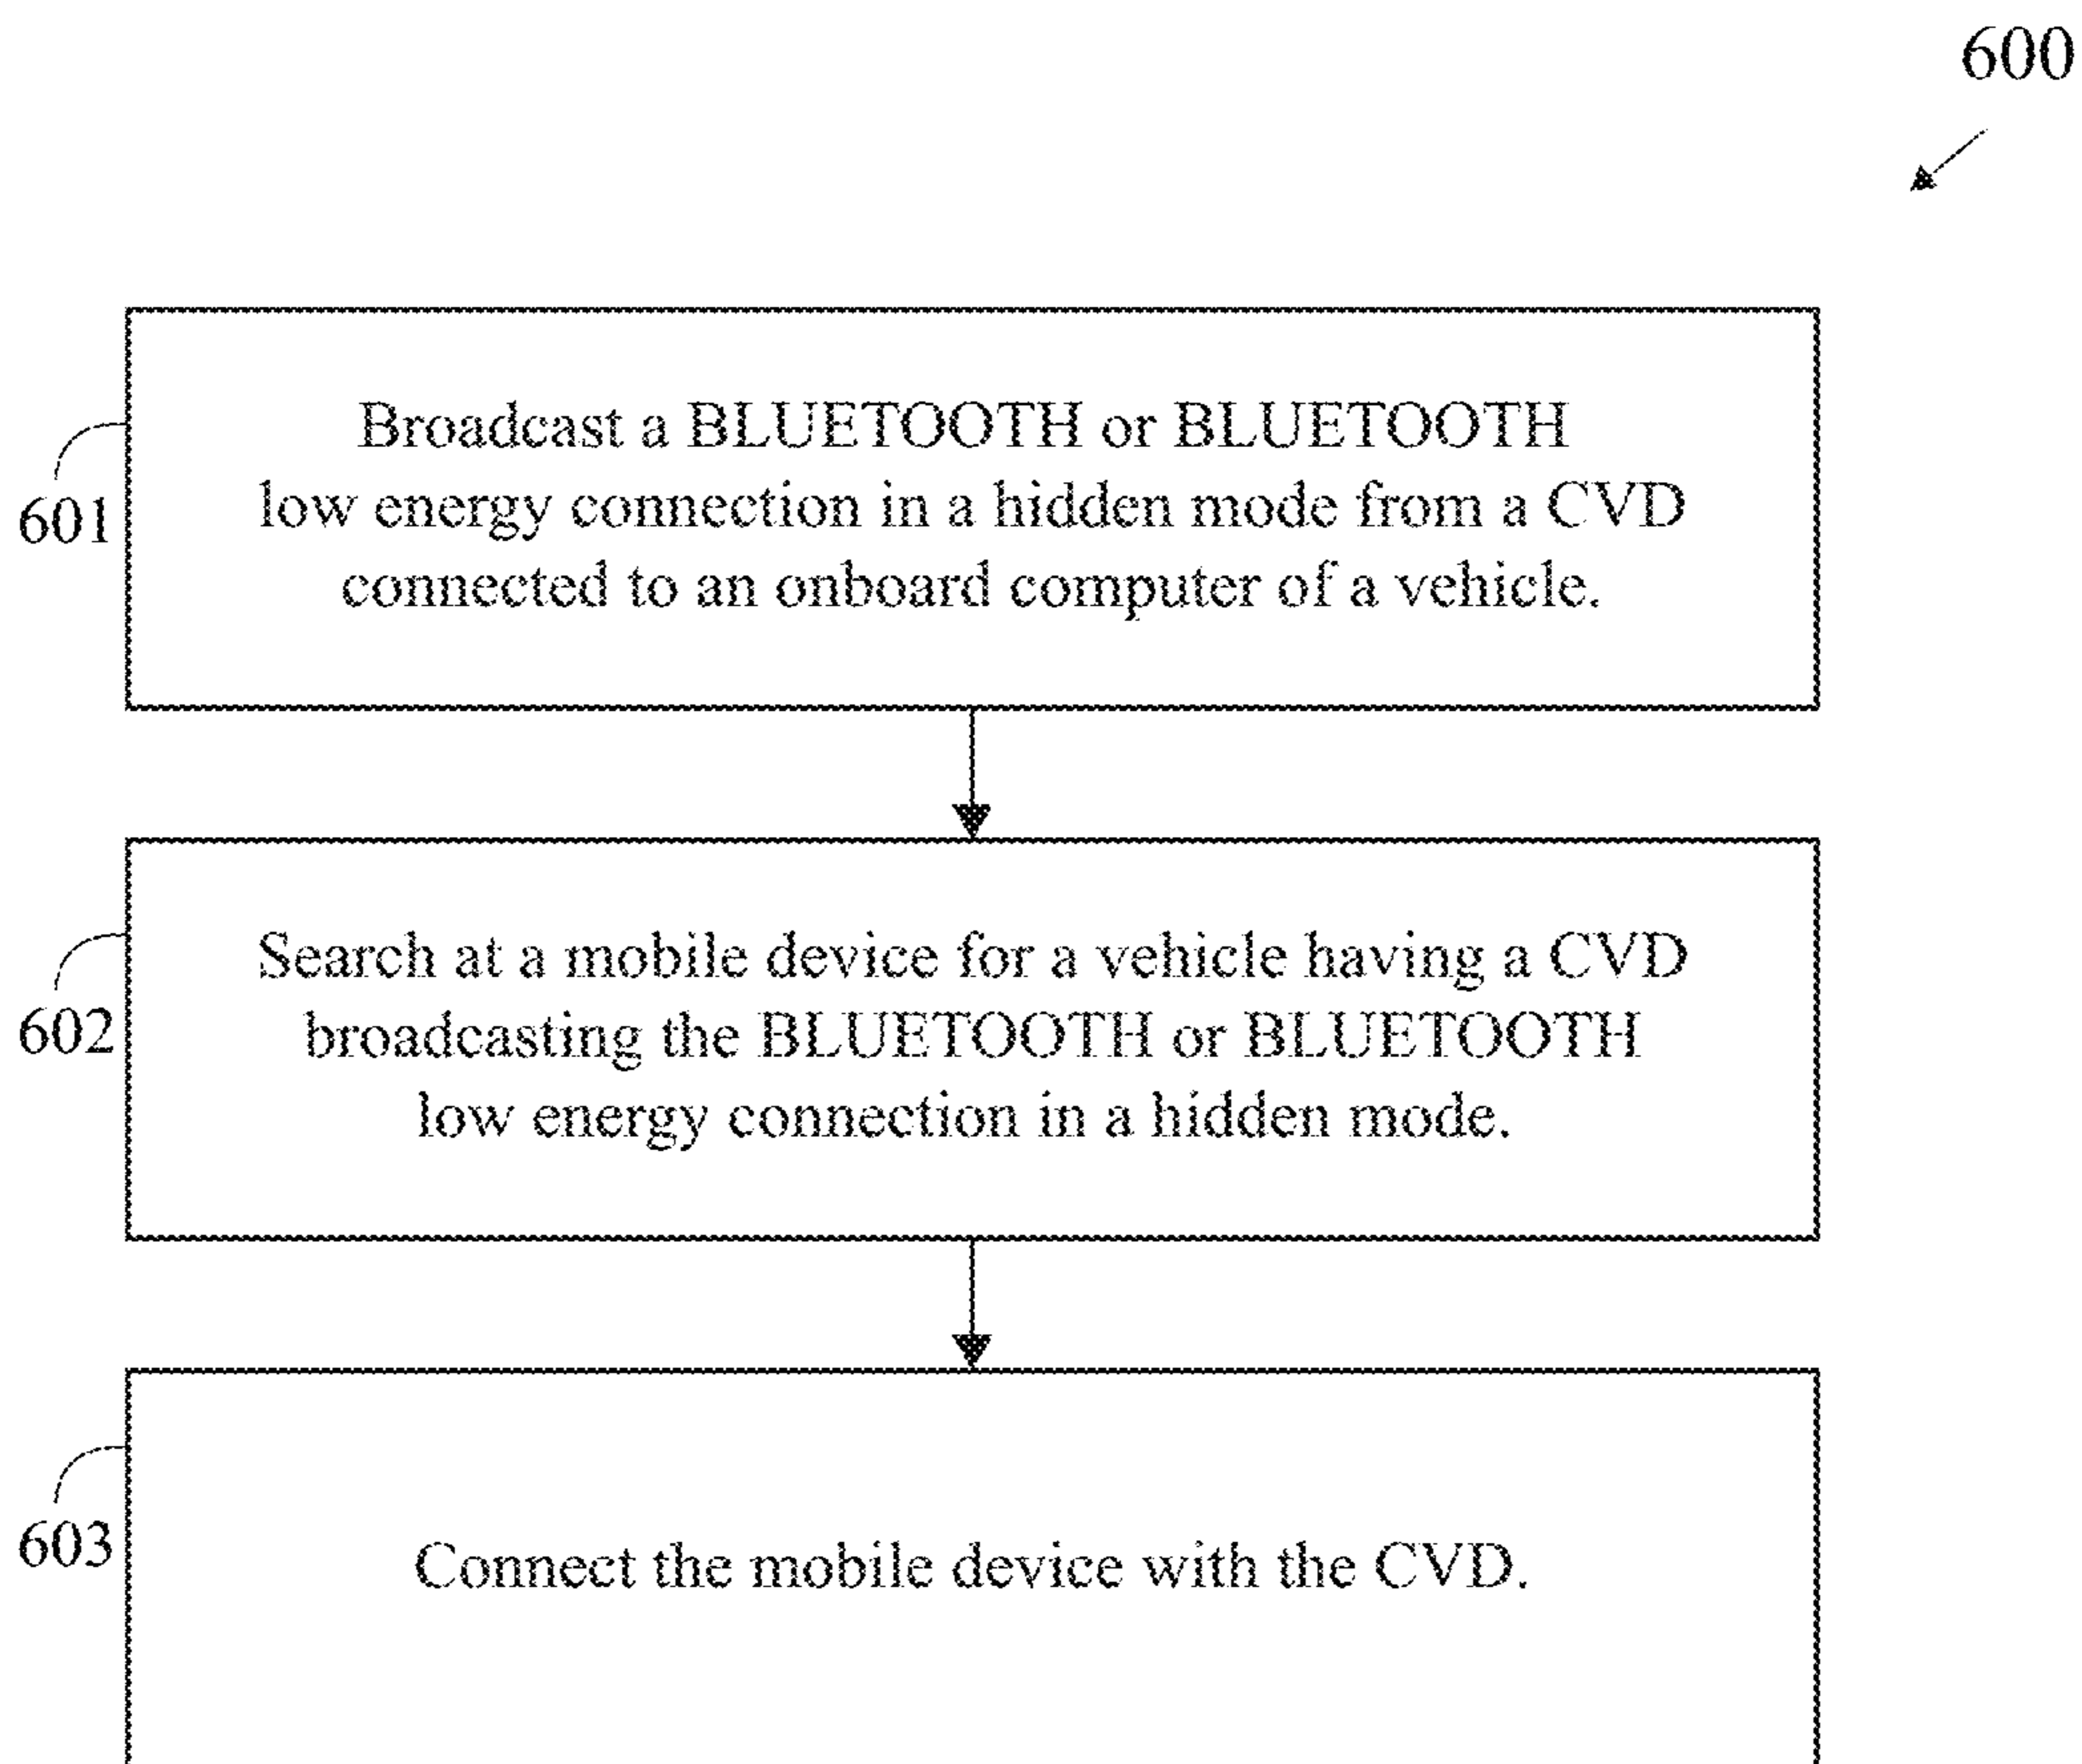 600
Broadcast a BLUETOOTH or BLUETOOTH
low energy connection in a hidden mode from a CVD
connected to an onboard computer of a vehicle.
601
Search at a mobile device for a vehicle having a CVD
broadcasting the BLUETOOTH or BLUETOOTH
low energy connection in a hidden mode.
602
Connect the mobile device with the CVD.
603